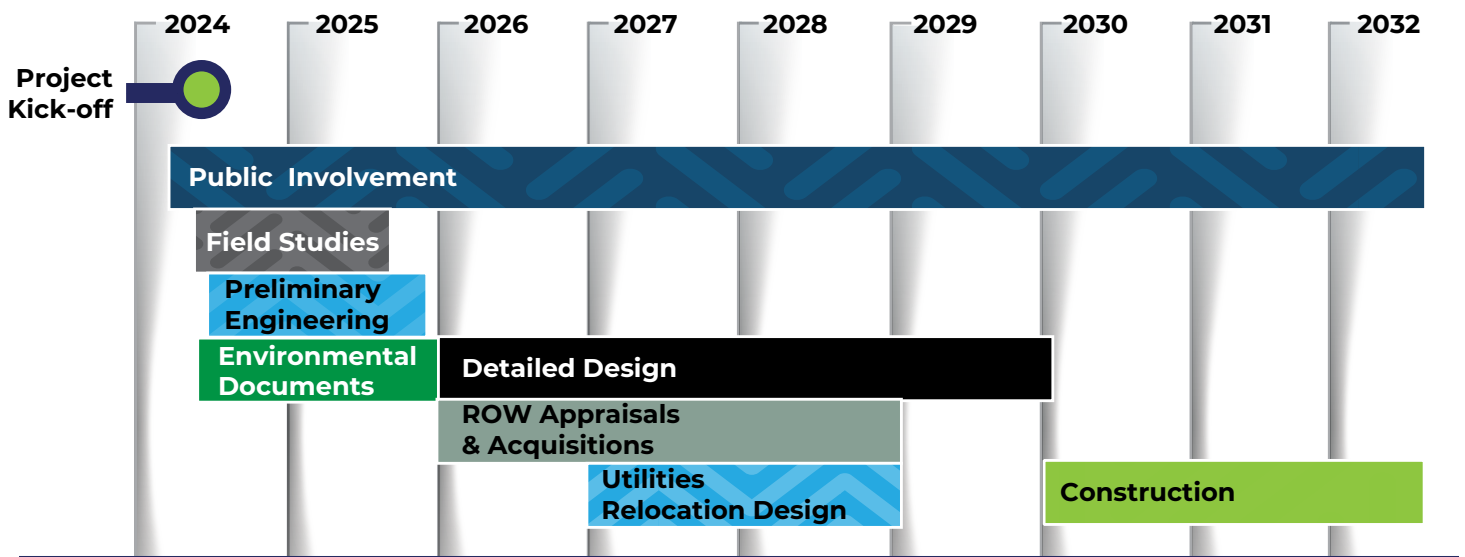 2024 2025 2026 2027 2028 2029 2030 2031 2032
Project
Kick-off
Public Involvement
Field Studies
Preliminary
Engineering
Environmental
Documents
Detailed Design
ROW Appraisals
& Acquisitions
Utilities
Relocation Design
Construction